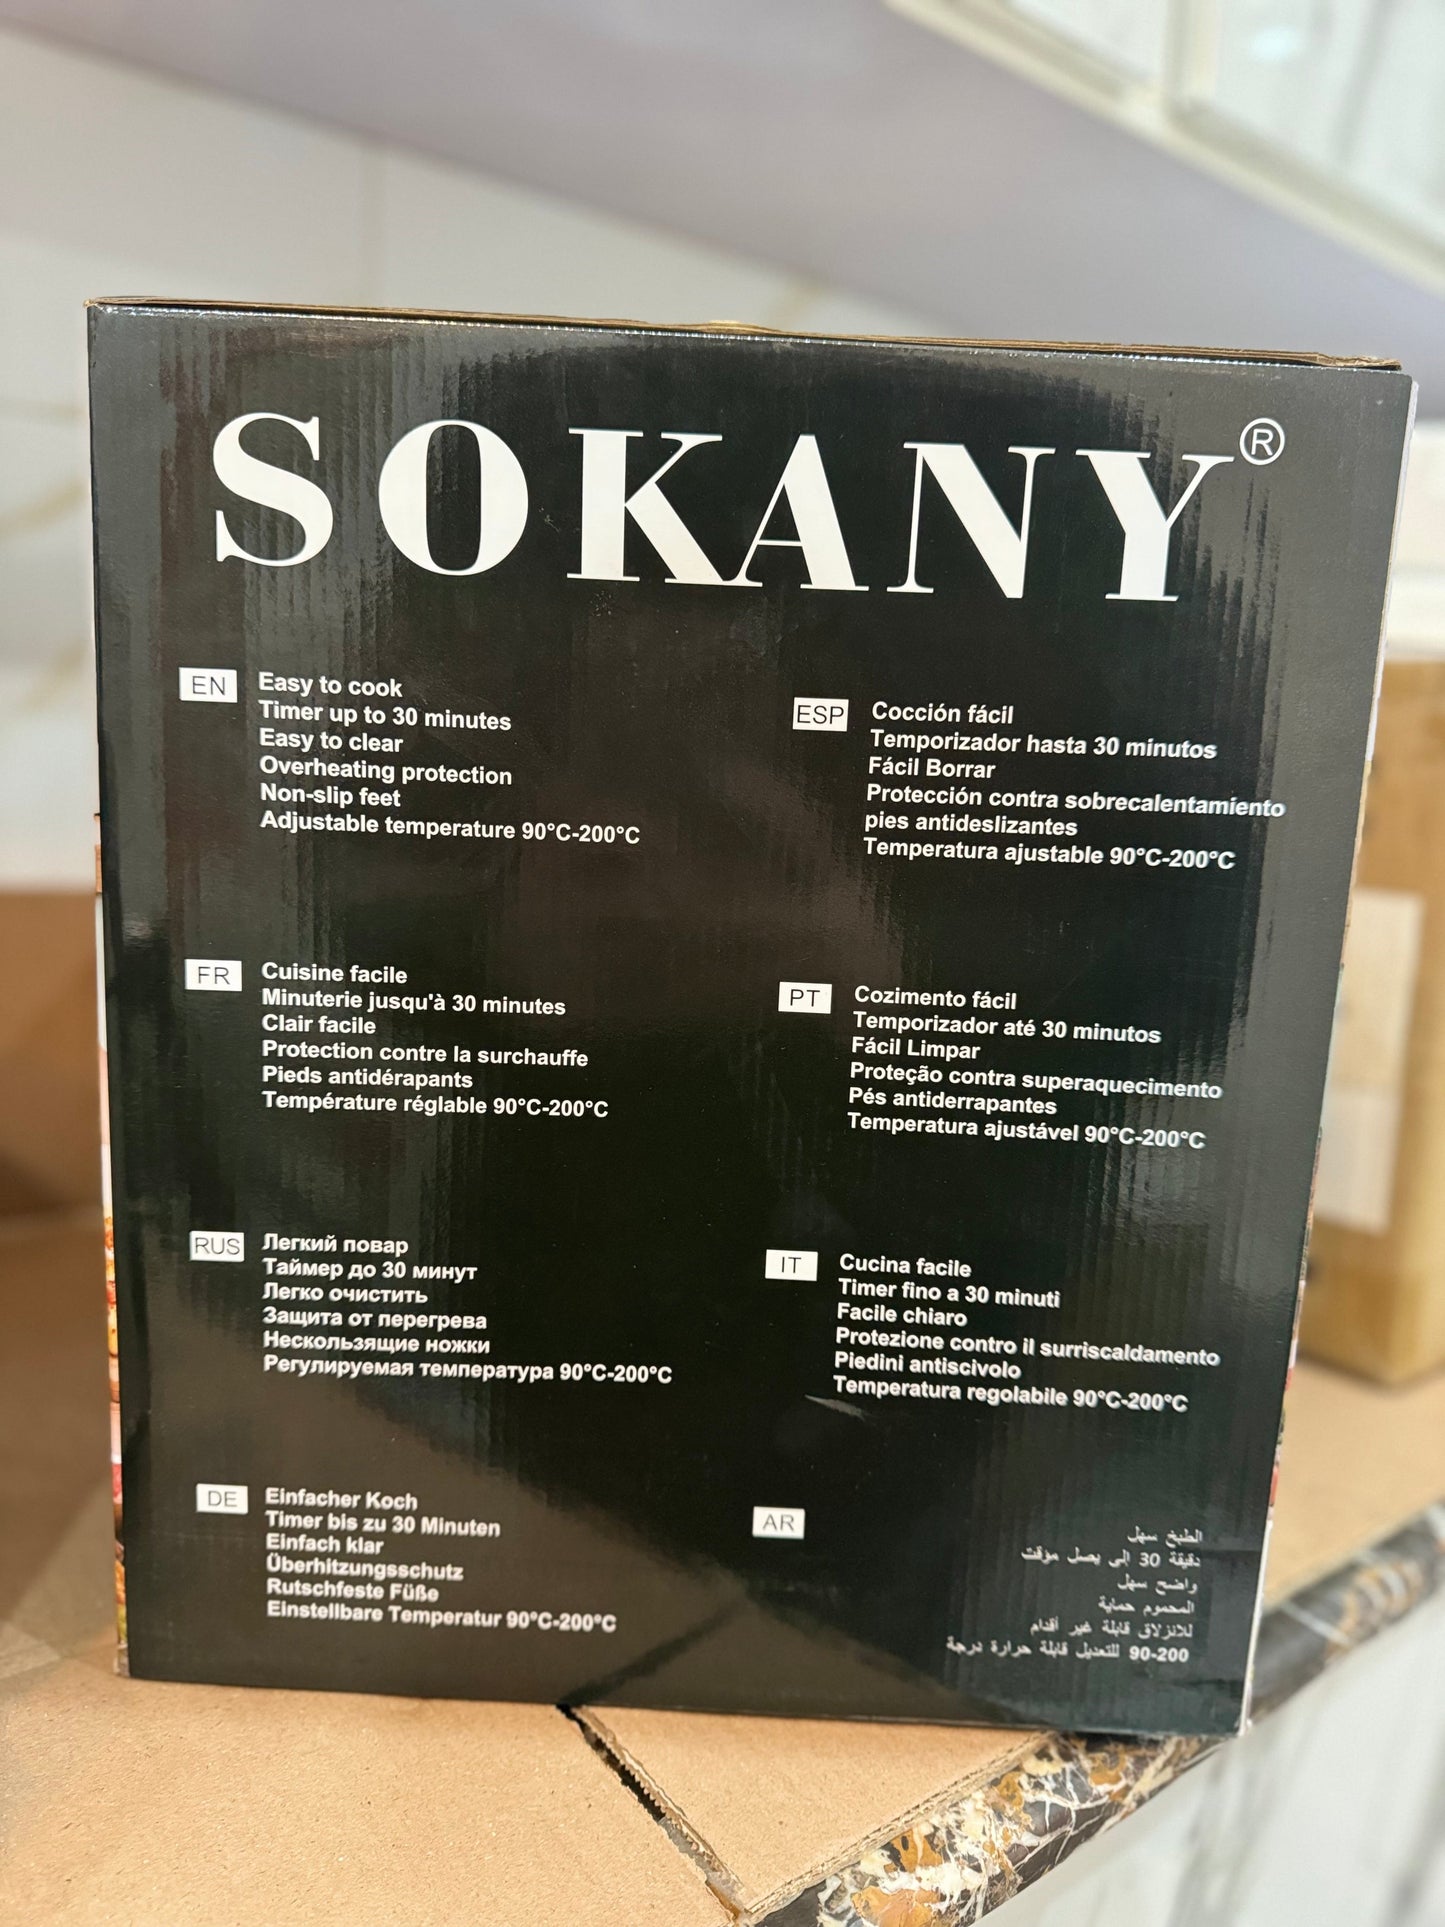 SOKANY®
EN
Easy to cook
Timer up to 30 minutes
Easy to clear
Overheating protection
Non-slip feet
Adjustable temperature 90°C-200°C
ESP
Cocción fácil
Temporizador hasta 30 minutos
Fácil Borrar
Protección contra sobrecalentamiento
pies antideslizantes
Temperatura ajustable 90°C-200°C
FR
Cuisine facile
Minuterie jusqu'à 30 minutes
Clair facile
Protection contre la surchauffe
Pieds antidérapants
Température réglable 90°C-200°C
PT
Cozimento fácil
Temporizador até 30 minutos
Fácil Limpar
Proteção contra superaquecimento
Pés antiderrapantes
Temperatura ajustável 90°C-200°C
RUS
Легкий повар
Таймер до 30 минут
Легко очистить
Защита от перегрева
Нескользящие ножки
Регулируемая температура 90°C-200°C
IT
Cucina facile
Timer fino a 30 minuti
Facile chiaro
Protezione contro il surriscaldamento
Piedini antiscivolo
Temperatura regolabile 90°C-200°C
DE
Einfacher Koch
Timer bis zu 30 Minuten
Einfach klar
Überhitzungsschutz
Rutschfeste Füße
Einstellbare Temperatur 90°C-200°C
AR
الطبخ سهل
دقيقة 30 إلى يصل مؤقت
واضح سهل
المحموم حماية
للانزلاق قابلة غير أقدام
90-200 للتعديل قابلة حرارة درجة